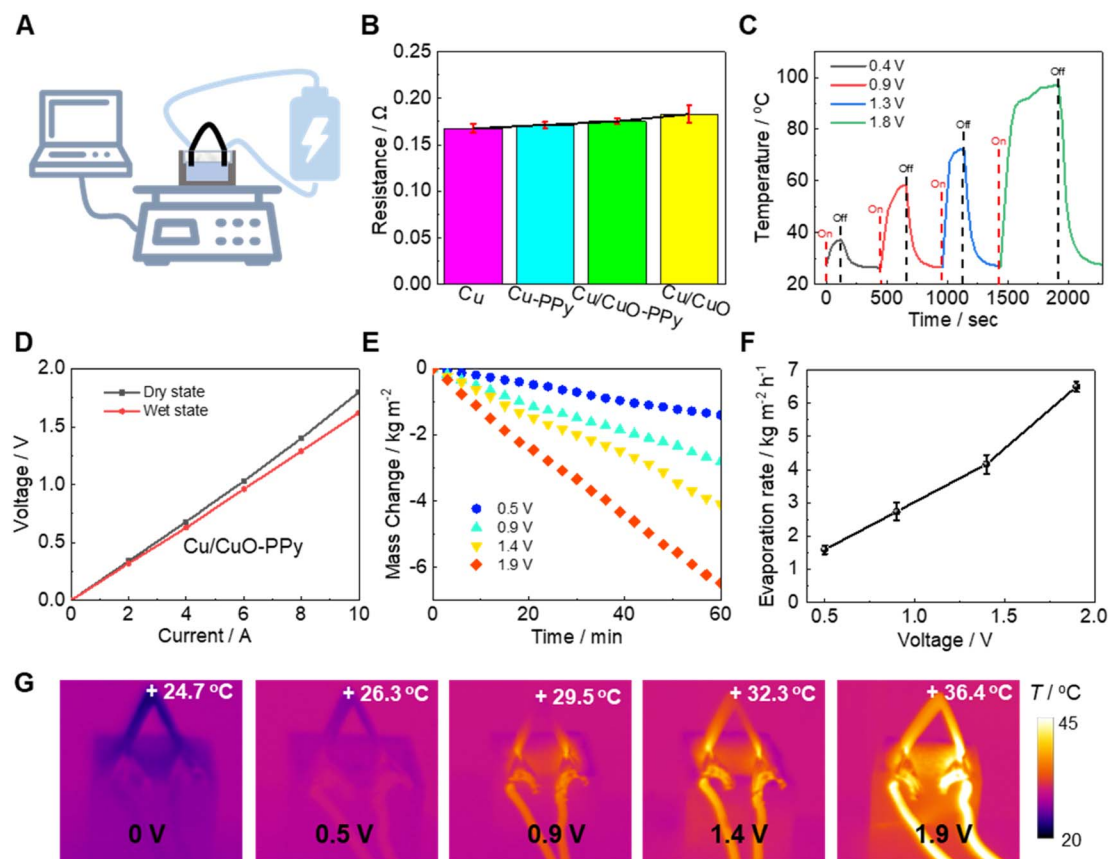 A
B
0.25
0.20
0.15
0.10
0.05
0.00
Resistance / Ω
Cu
Cu-PPy
Cu/CuO-PPy
Cu/CuO
C
100
80
60
40
20
Temperature / °C
0.4 V
0.9 V
1.3 V
1.8 V
On
Off
On
Off
On
Off
On
Off
0
500
1000
1500
2000
Time / sec
D
2.0
1.5
1.0
0.5
0.0
Voltage / V
Dry state
Wet state
Cu/CuO-PPy
0
2
4
6
8
10
Current / A
E
0
-2
-4
-6
Mass Change / kg m-2
0.5 V
0.9 V
1.4 V
1.9 V
0
20
40
60
Time / min
F
7
6
5
4
3
2
1
0
Evaporation rate / kg m-2 h-1
0.5
1.0
1.5
2.0
Voltage / V
G
+ 24.7 °C
0 V
+ 26.3 °C
0.5 V
+ 29.5 °C
0.9 V
+ 32.3 °C
1.4 V
+ 36.4 °C
1.9 V
T / °C
45
20